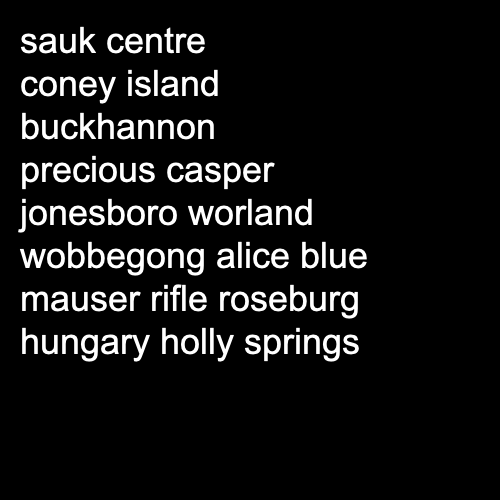 sauk centre
coney island
buckhannon
precious casper
jonesboro worland
wobbegong alice blue
mauser rifle roseburg
hungary holly springs